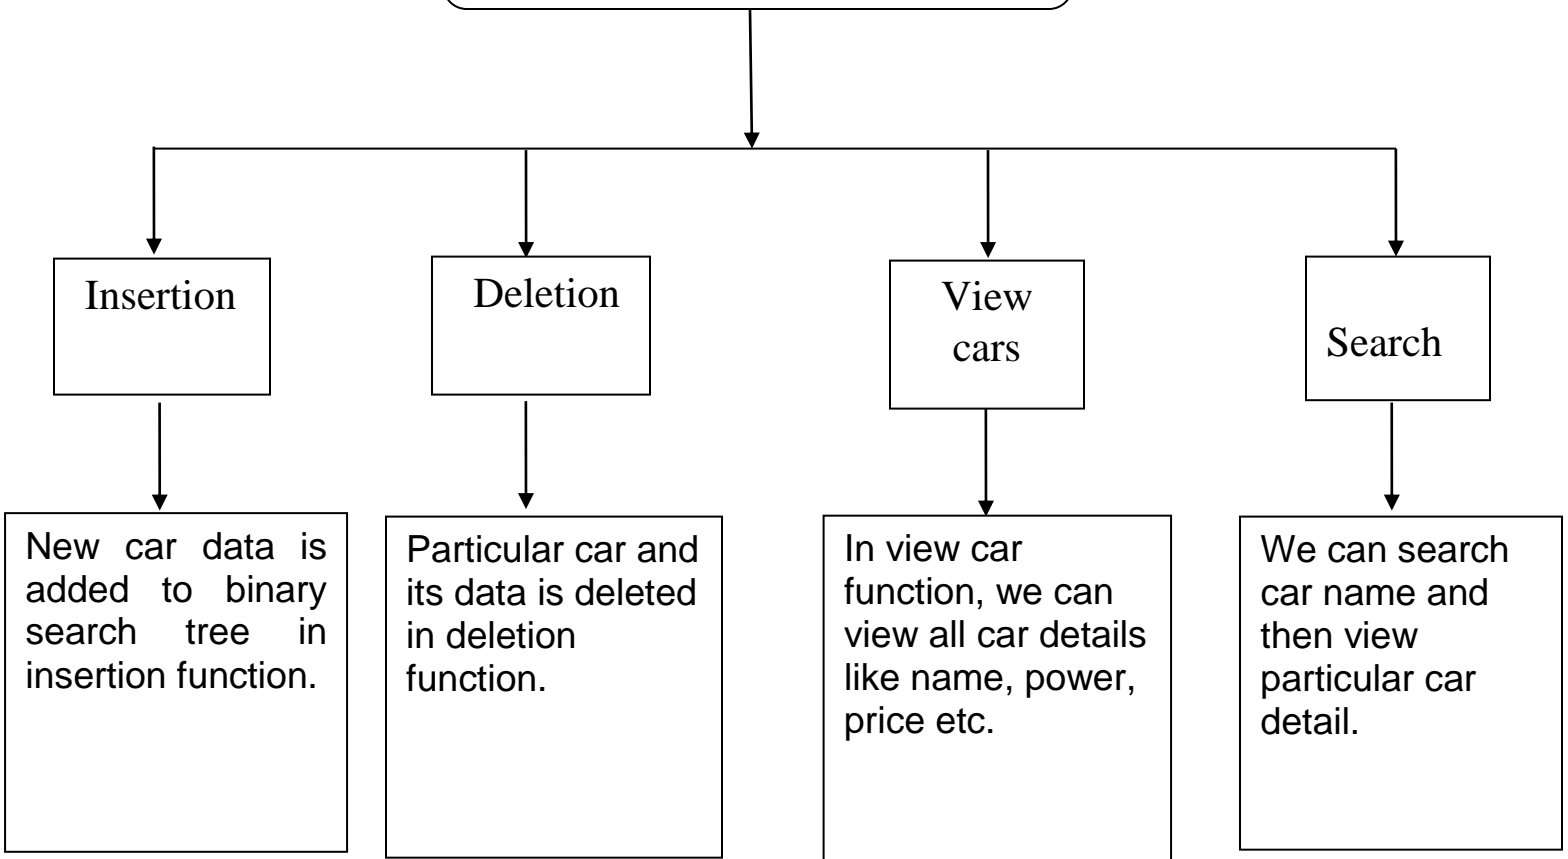 Insertion
Deletion
View
cars
Search
New car data is
added to binary
search tree in
insertion function.
Particular car and
its data is deleted
in deletion
function.
In view car
function, we can
view all car details
like name, power,
price etc.
We can search
car name and
then view
particular car
detail.